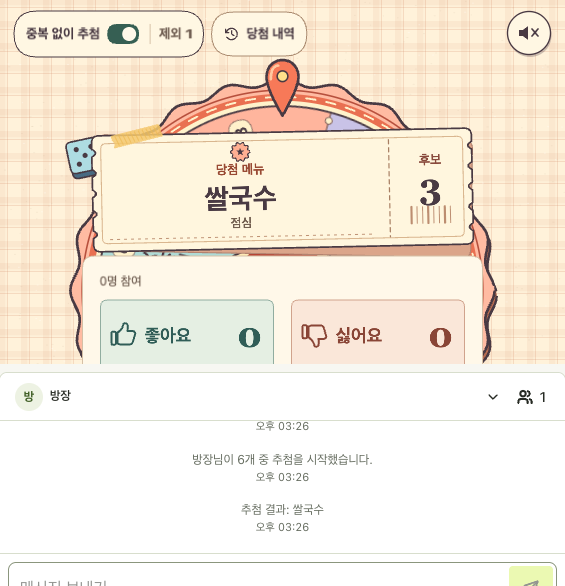 중복 없이 추첨
제외 1
당첨 내역
당첨 메뉴
쌀국수
점심
후보
3
0명 참여
좋아요 0
싫어요 0
방 방장
1
오후 03:26
방장님이 6개 중 추첨을 시작했습니다.
오후 03:26
추첨 결과: 쌀국수
오후 03:26